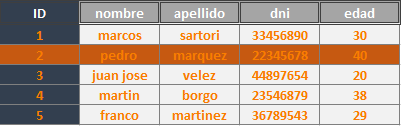 ID nombre apellido dni edad
1 marcos sartori 33456890 30
2 pedro marquez 22345678 40
3 juan jose velez 44897654 20
4 martin borgo 23546879 38
5 franco martinez 36789543 29